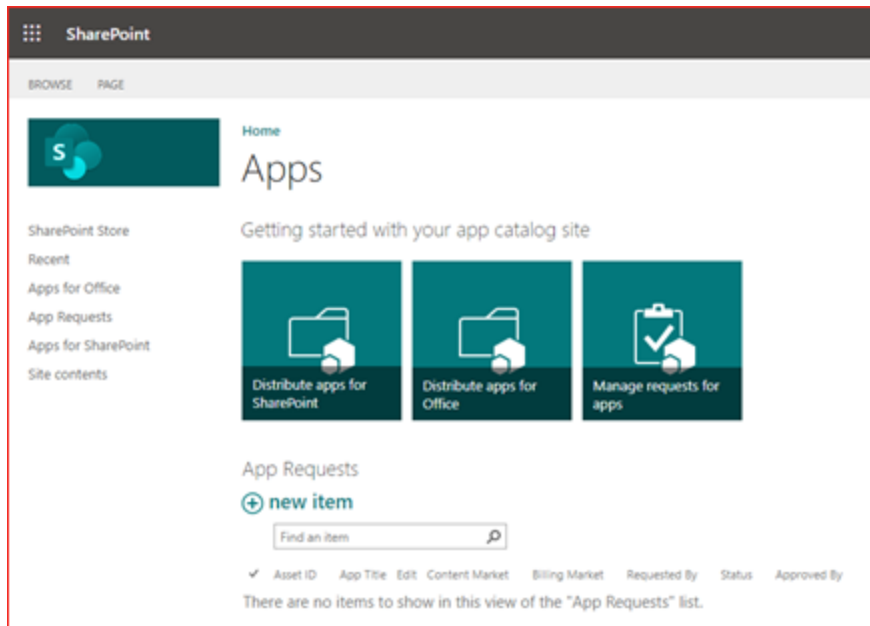 SharePoint
BROWSE PAGE
S
Home
Apps
SharePoint Store
Recent
Apps for Office
App Requests
Apps for SharePoint
Site contents
Getting started with your app catalog site
Distribute apps for
SharePoint
Distribute apps for
Office
Manage requests for
apps
App Requests
new item
Find an item
Asset ID App Title Edit Content Market Billing Market Requested By Status Approved By
There are no items to show in this view of the "App Requests" list.